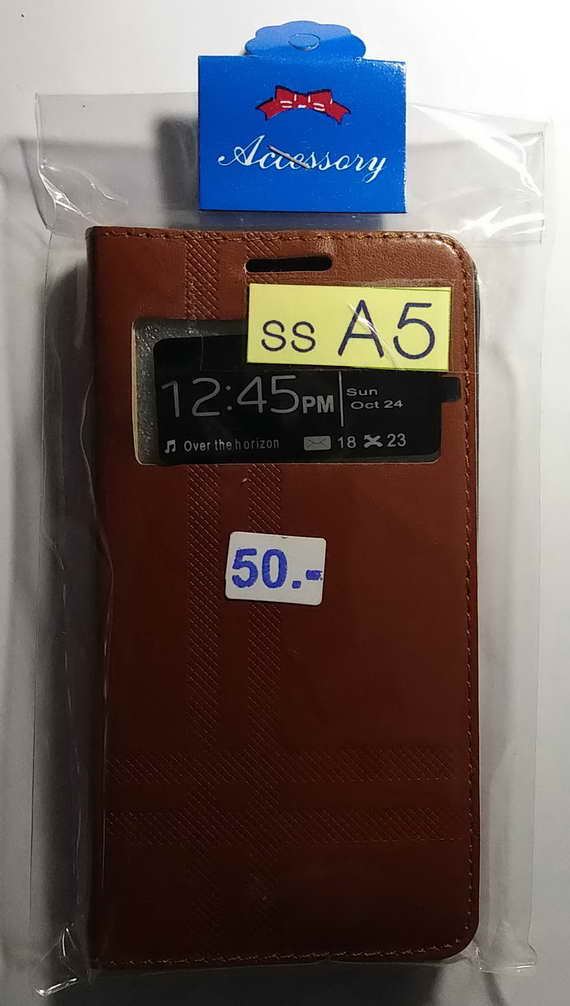 Accessory
SS A5
12:45PM
Sun
Oct 24
Over the horizon
18
23
50.-